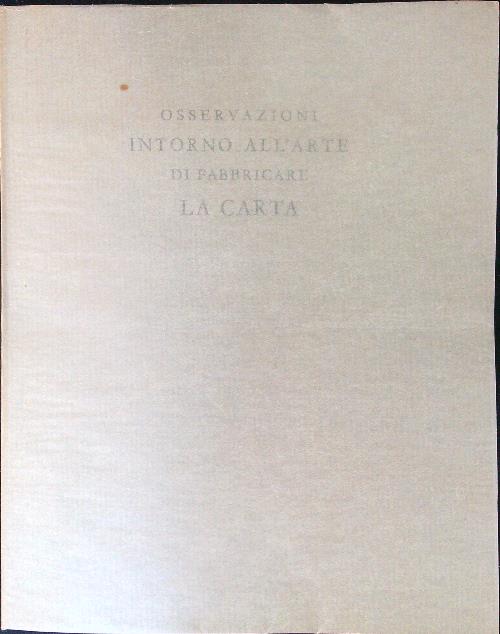 OSSERVAZIONI
INTORNO ALL'ARTE
DI FABBRICARE
LA CARTA